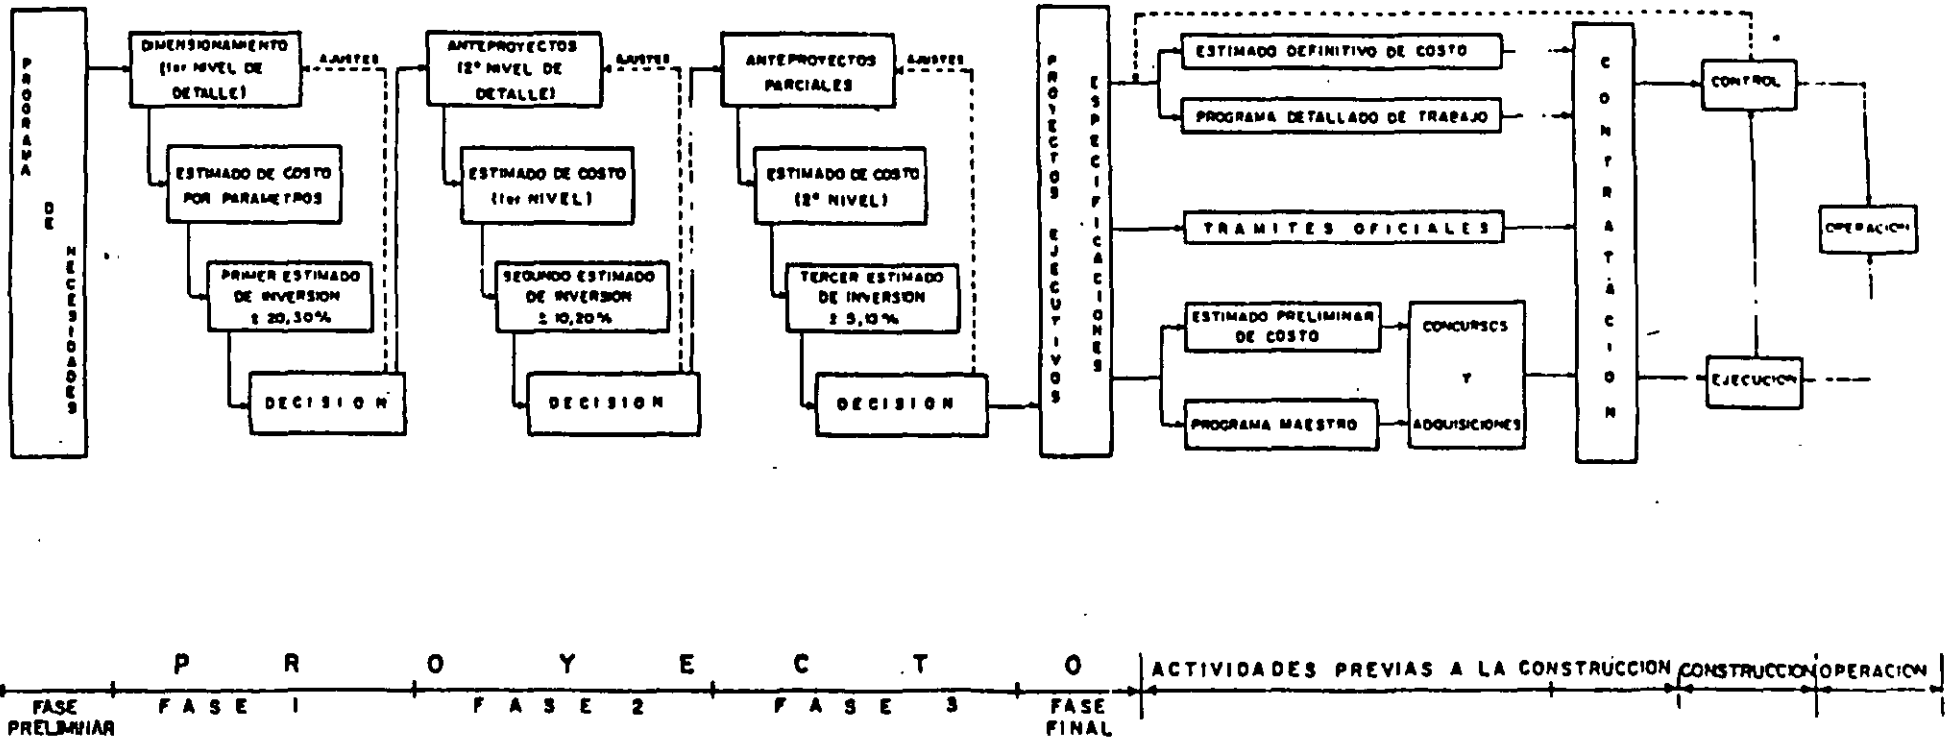 PROGRAMA
DE
NECESIDADES
DIMENSIONAMIENTO
(1er NIVEL DE
DETALLE)
AJUSTES
ESTIMADO DE COSTO
POR PARAMETROS
PRIMER ESTIMADO
DE INVERSION
± 20,30%
DECISION
ANTEPROYECTOS
(2º NIVEL DE
DETALLE)
AJUSTES
ESTIMADO DE COSTO
(1er NIVEL)
SEGUNDO ESTIMADO
DE INVERSION
± 10,20%
DECISION
ANTEPROYECTOS
PARCIALES
AJUSTES
ESTIMADO DE COSTO
(2º NIVEL)
TERCER ESTIMADO
DE INVERSION
± 5,10%
DECISION
PROYECTOS EJECUTIVOS
ESPECIFICACIONES
ESTIMADO DEFINITIVO DE COSTO
PROGRAMA DETALLADO DE TRABAJO
TRAMITES OFICIALES
ESTIMADO PRELIMINAR
DE COSTO
PROGRAMA MAESTRO
CONCURSOS
Y
ADQUISICIONES
CONTRATACION
CONTROL
OPERACION
EJECUCION
PROYECTO
ACTIVIDADES PREVIAS A LA CONSTRUCCION
CONSTRUCCION
OPERACION
FASE
PRELIMINAR
FASE 1
FASE 2
FASE 3
FASE
FINAL